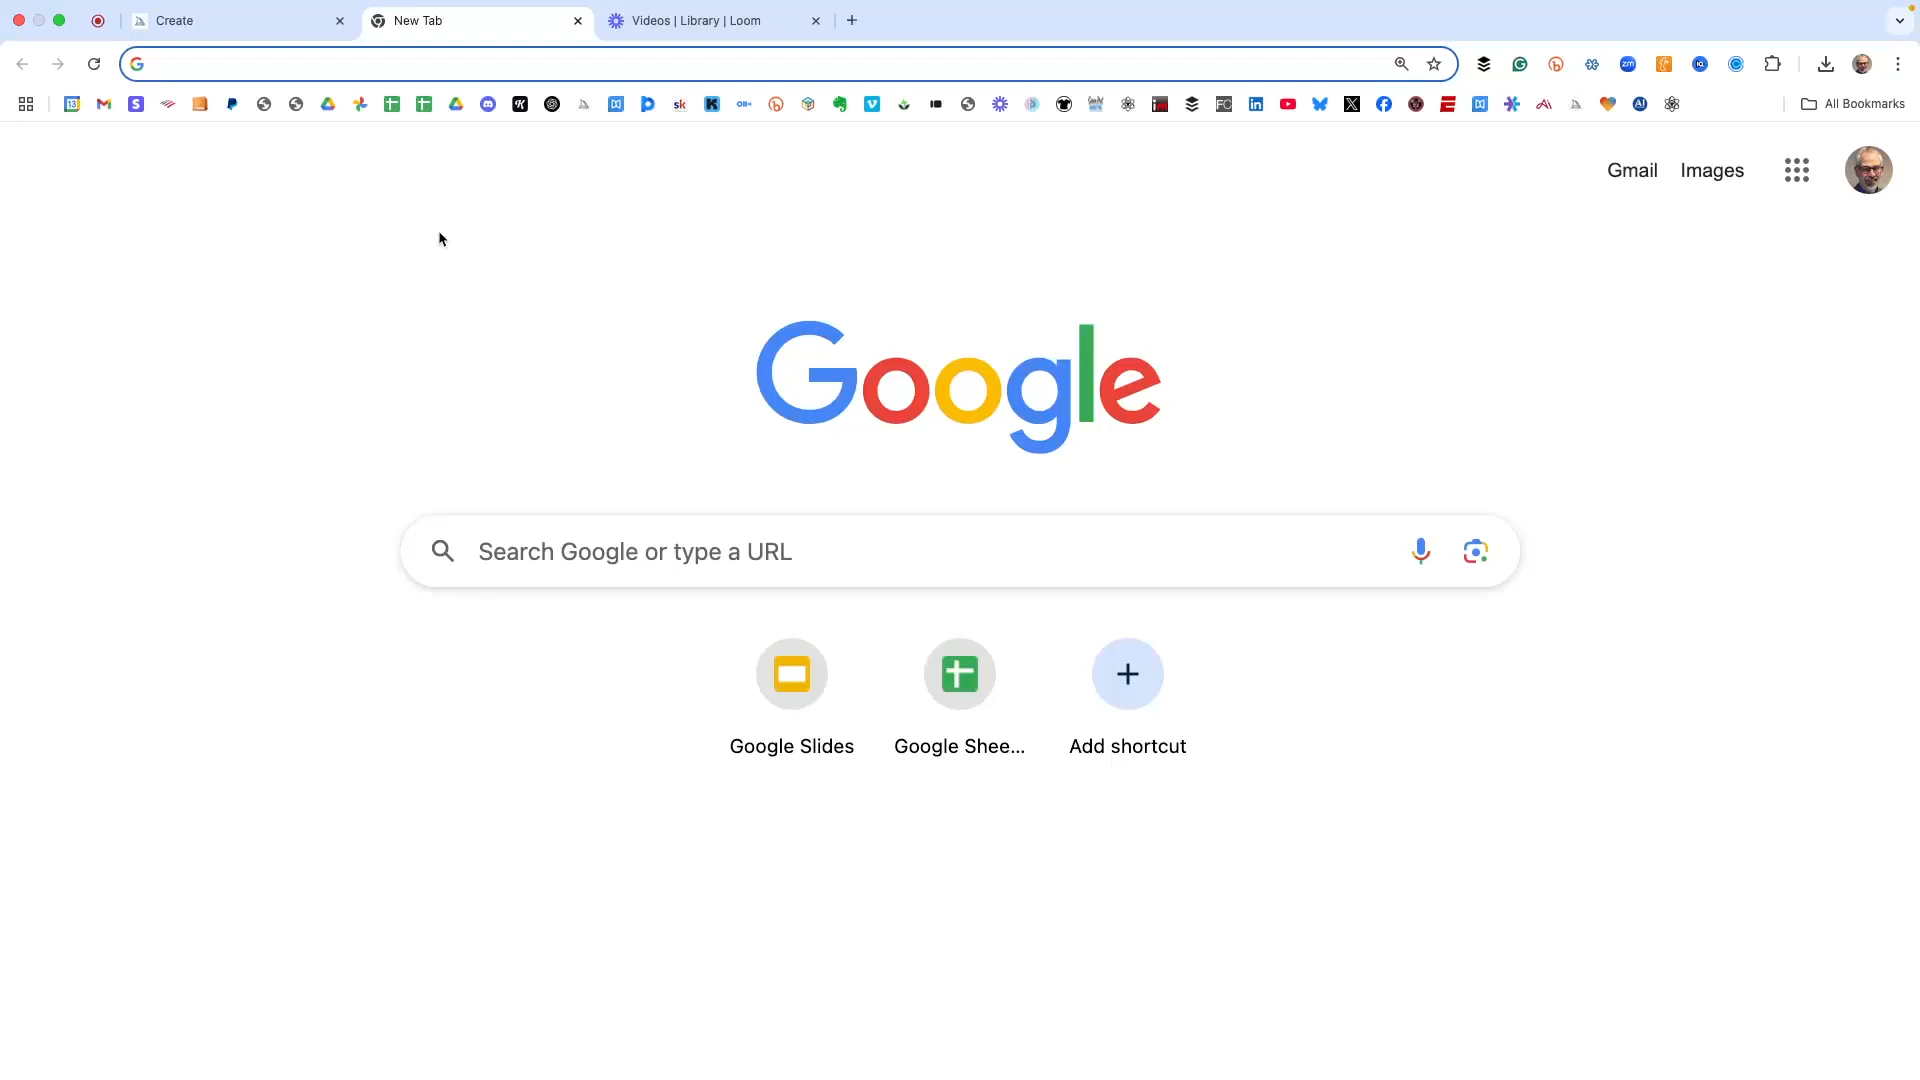 Create
New Tab
Videos | Library | Loom
All Bookmarks
Gmail
Images
Google
Search Google or type a URL
Google Slides
Google Shee...
Add shortcut